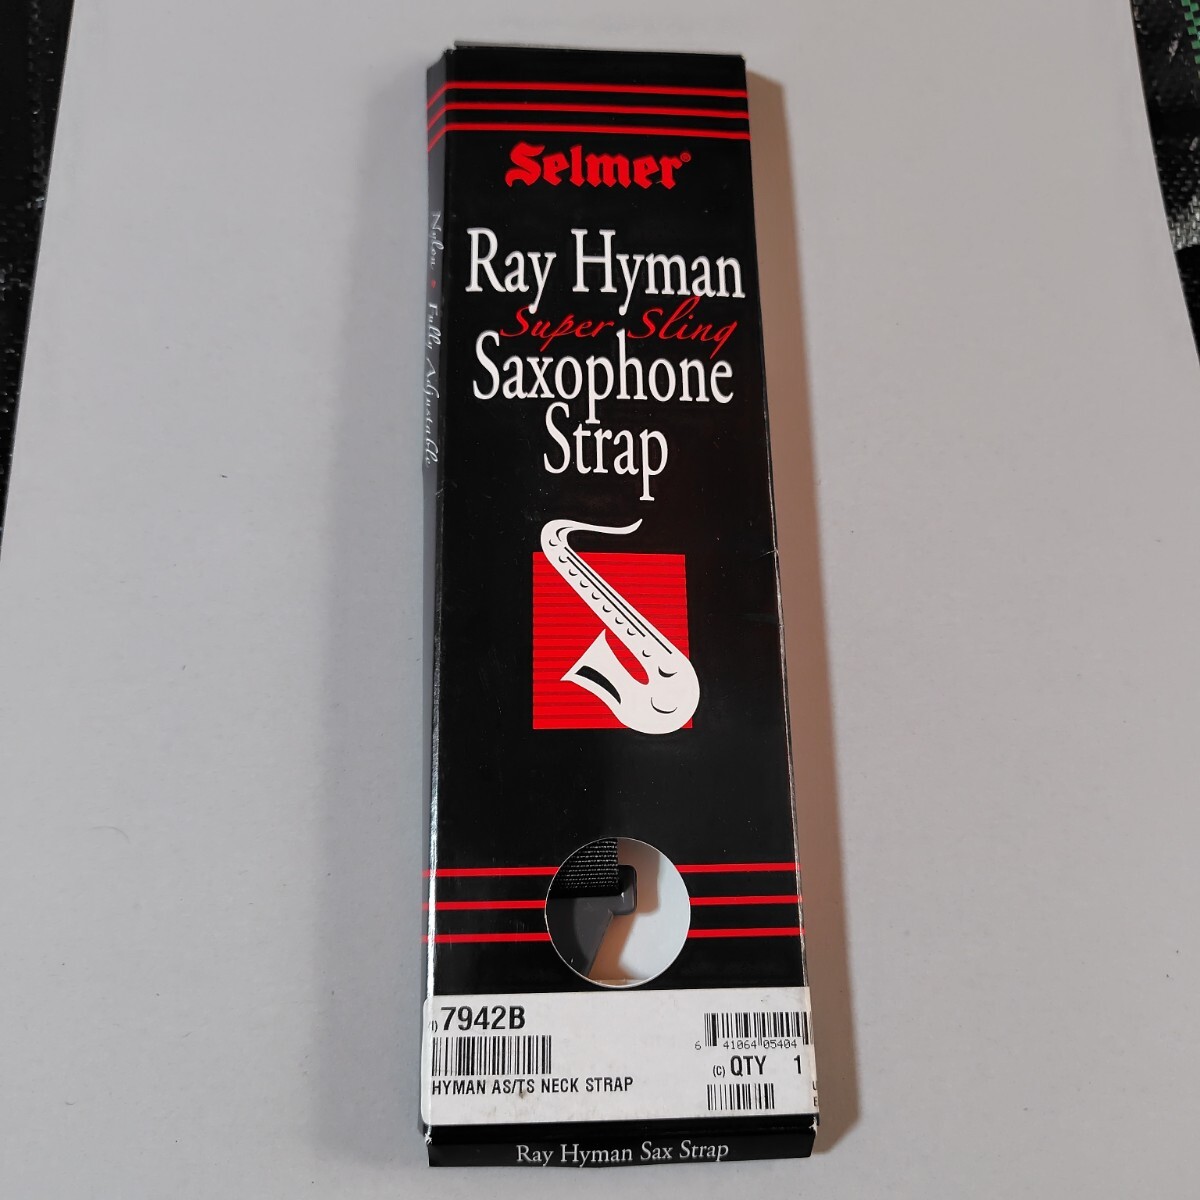 Selmer®
Ray Hyman
Super Sling
Saxophone
Strap
Nylon • Fully Adjustable
7942B
HYMAN AS/TS NECK STRAP
6 41064 05404
(C) QTY 1
Ray Hyman Sax Strap